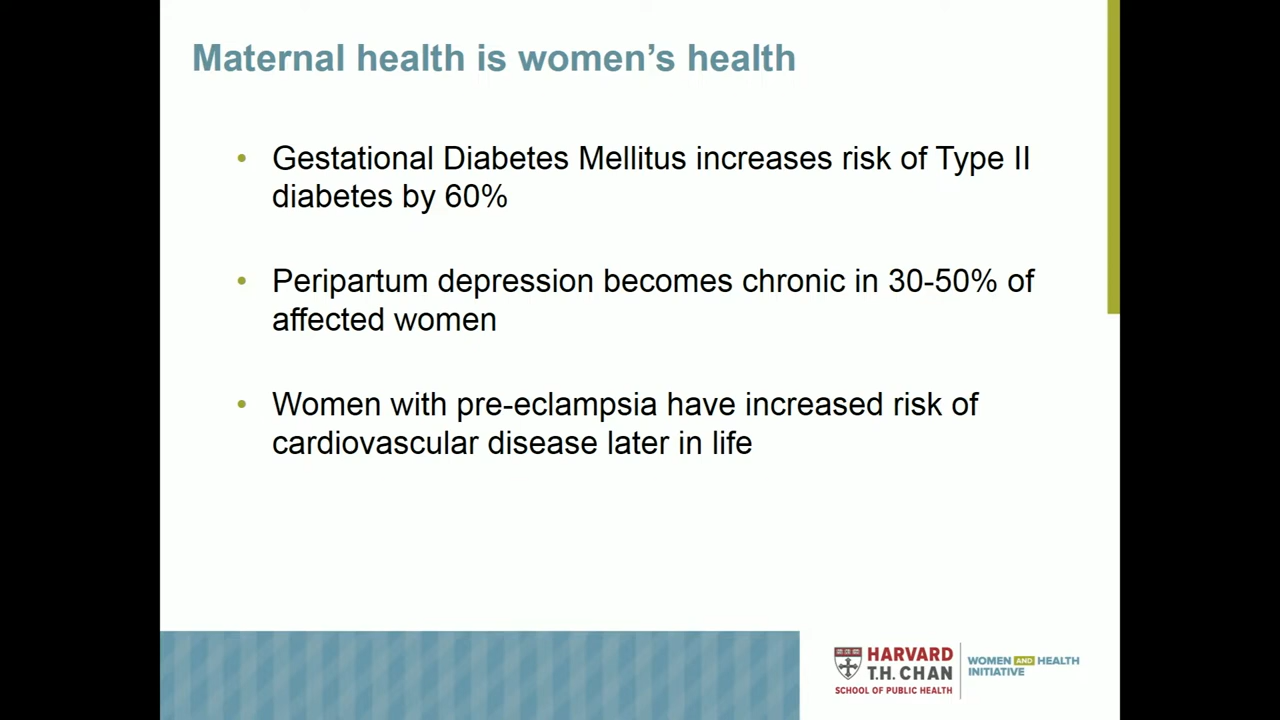 Maternal health is women's health
• Gestational Diabetes Mellitus increases risk of Type II
diabetes by 60%
• Peripartum depression becomes chronic in 30-50% of
affected women
• Women with pre-eclampsia have increased risk of
cardiovascular disease later in life
HARVARD
T.H. CHAN
SCHOOL OF PUBLIC HEALTH
WOMEN AND HEALTH
INITIATIVE